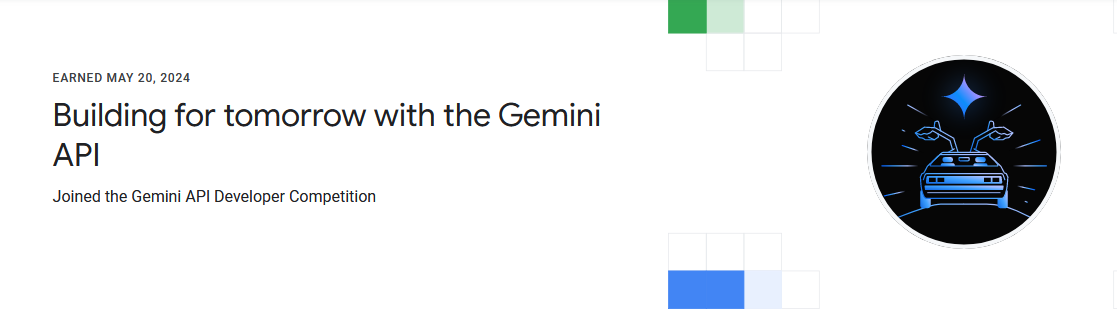 EARNED MAY 20, 2024
Building for tomorrow with the Gemini
API
Joined the Gemini API Developer Competition